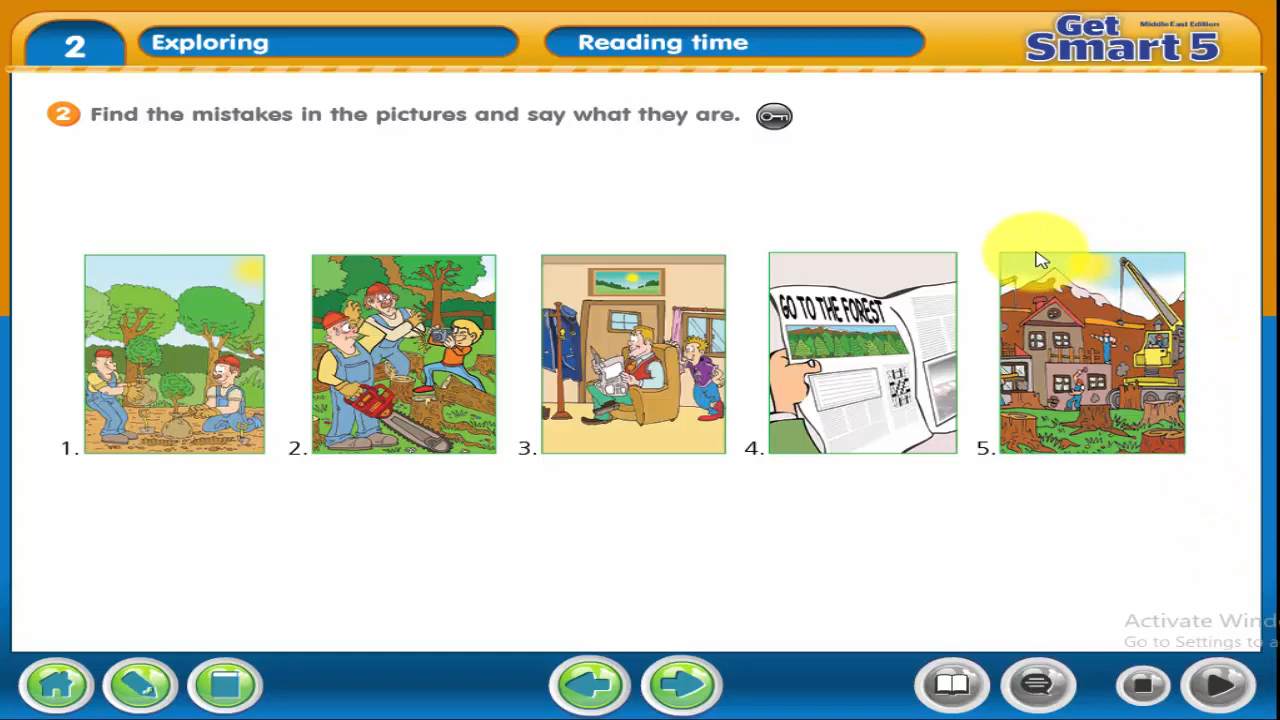 2
Exploring
Reading time
Get
Middle East Edition
Smart 5
2 Find the mistakes in the pictures and say what they are.
GO TO THE FOREST
1.
2.
3.
4.
5.
Activate Wind
Go to Settings to a